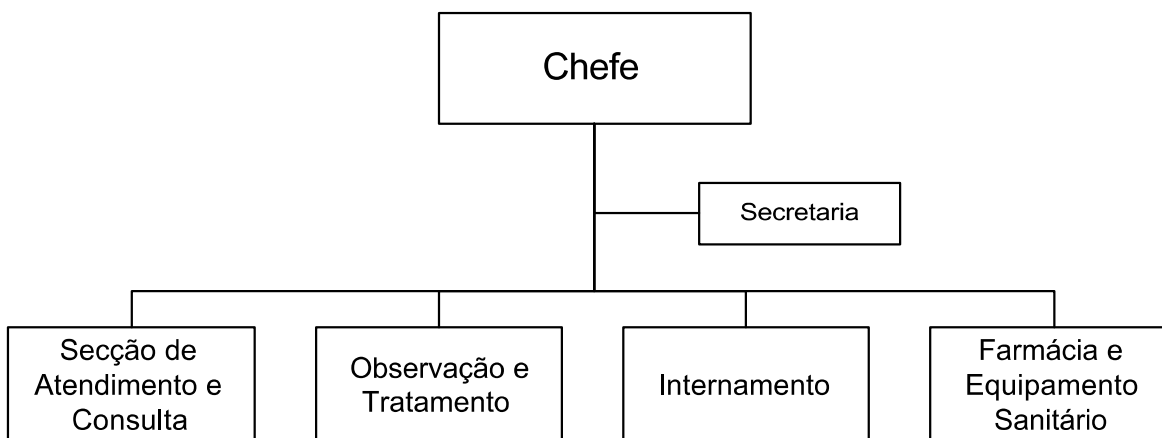 Chefe
Secretaria
Secção de
Atendimento e
Consulta
Observação e
Tratamento
Internamento
Farmácia e
Equipamento
Sanitário